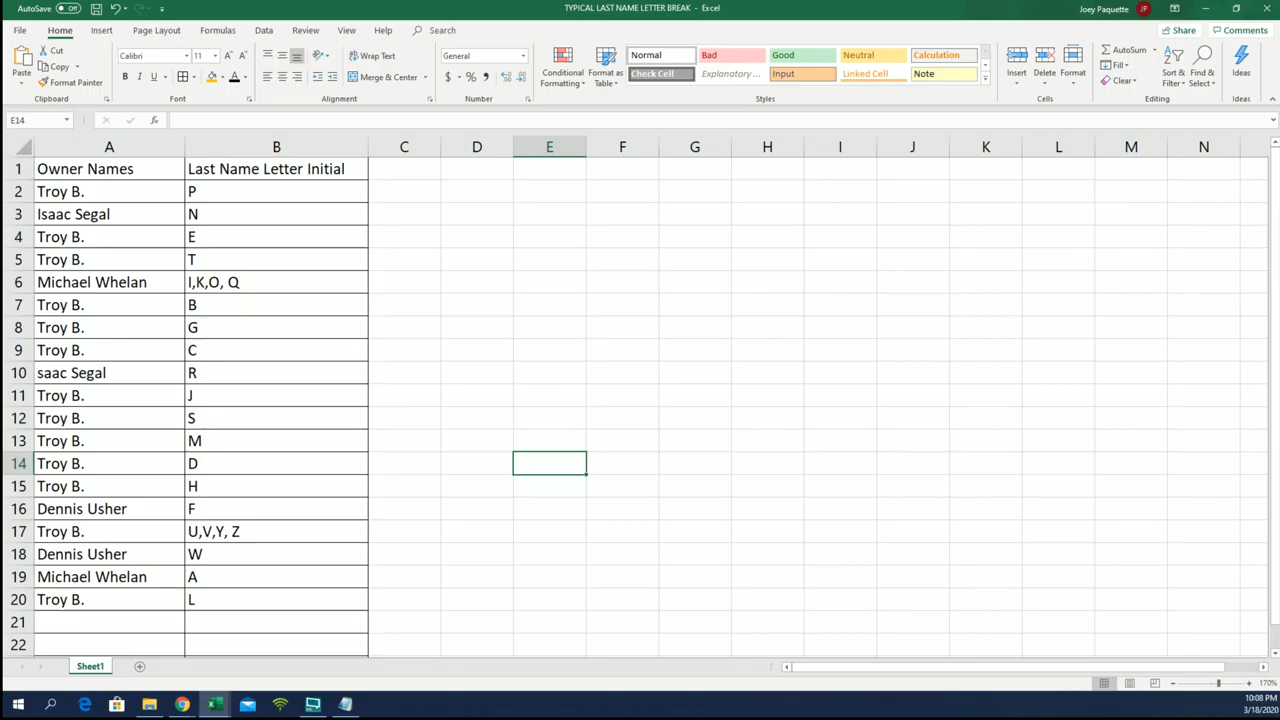 AutoSave Off TYPICAL LAST NAME LETTER BREAK - Excel Joey Paquette JP
File Home Insert Page Layout Formulas Data Review View Help Search Share Comments
Paste Cut Copy Format Painter Clipboard
Calibri 11 B I U A A A Font
Wrap Text Merge & Center Alignment
General $ % , Number
Conditional Formatting Format as Table
Normal Bad Good Neutral Calculation
Check Cell Explanatory ... Input Linked Cell Note
Styles
Insert Delete Format Cells
AutoSum Fill Clear Sort & Filter Find & Select Editing
Ideas Ideas
E14 fx
A B C D E F G H I J K L M N
1 Owner Names Last Name Letter Initial
2 Troy B. P
3 Isaac Segal N
4 Troy B. E
5 Troy B. T
6 Michael Whelan I,K,O, Q
7 Troy B. B
8 Troy B. G
9 Troy B. C
10 saac Segal R
11 Troy B. J
12 Troy B. S
13 Troy B. M
14 Troy B. D
15 Troy B. H
16 Dennis Usher F
17 Troy B. U,V,Y, Z
18 Dennis Usher W
19 Michael Whelan A
20 Troy B. L
21
22
Sheet1
170%
10:08 PM
3/18/2020